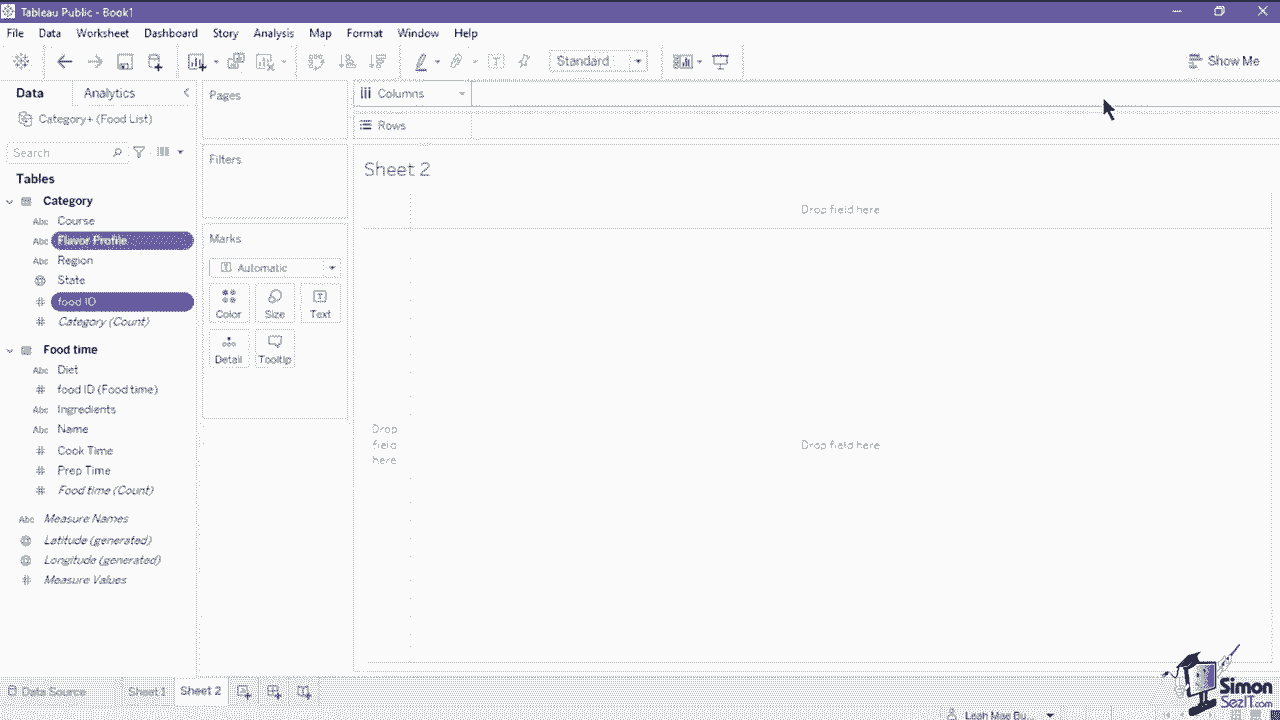 Tableau Public - Book1
File Data Worksheet Dashboard Story Analysis Map Format Window Help
Standard
Show Me
Data Analytics
Pages
Columns
Category+ (Food List)
Rows
Search
Filters
Sheet 2
Tables
Category
Abc Course
Drop field here
Abc Flavor Profile
Marks
Abc Region
Automatic
State
# food ID
Color Size Text
# Category (Count)
Food time
Detail Tooltip
Abc Diet
# food ID (Food time)
Abc Ingredients
Abc Name
Drop
field
here
Drop field here
# Cook Time
# Prep Time
# Food time (Count)
Abc Measure Names
Latitude (generated)
Longitude (generated)
# Measure Values
Data Source Sheet 1 Sheet 2
Simon
SezIT.com
Leah Mae Bu...